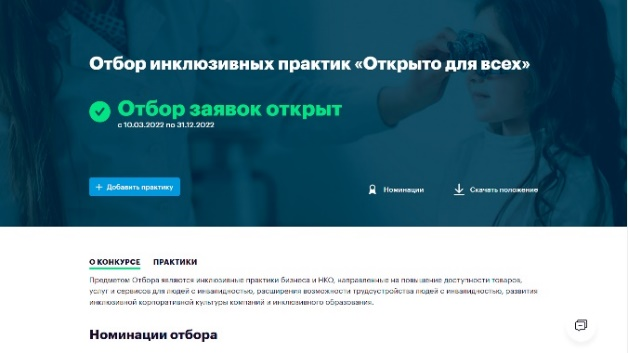 Отбор инклюзивных практик «Открыто для всех»
Отбор заявок открыт
с 10.03.2022 по 31.12.2022
+ Добавить практику
Номинации
Скачать положение
О КОНКУРСЕ ПРАКТИКИ
Предметом Отбора являются инклюзивные практики бизнеса и НКО, направленные на повышение доступности товаров,
услуг и сервисов для людей с инвалидностью, расширения возможности трудоустройства людей с инвалидностью, развития
инклюзивной корпоративной культуры компаний и инклюзивного образования.
Номинации отбора